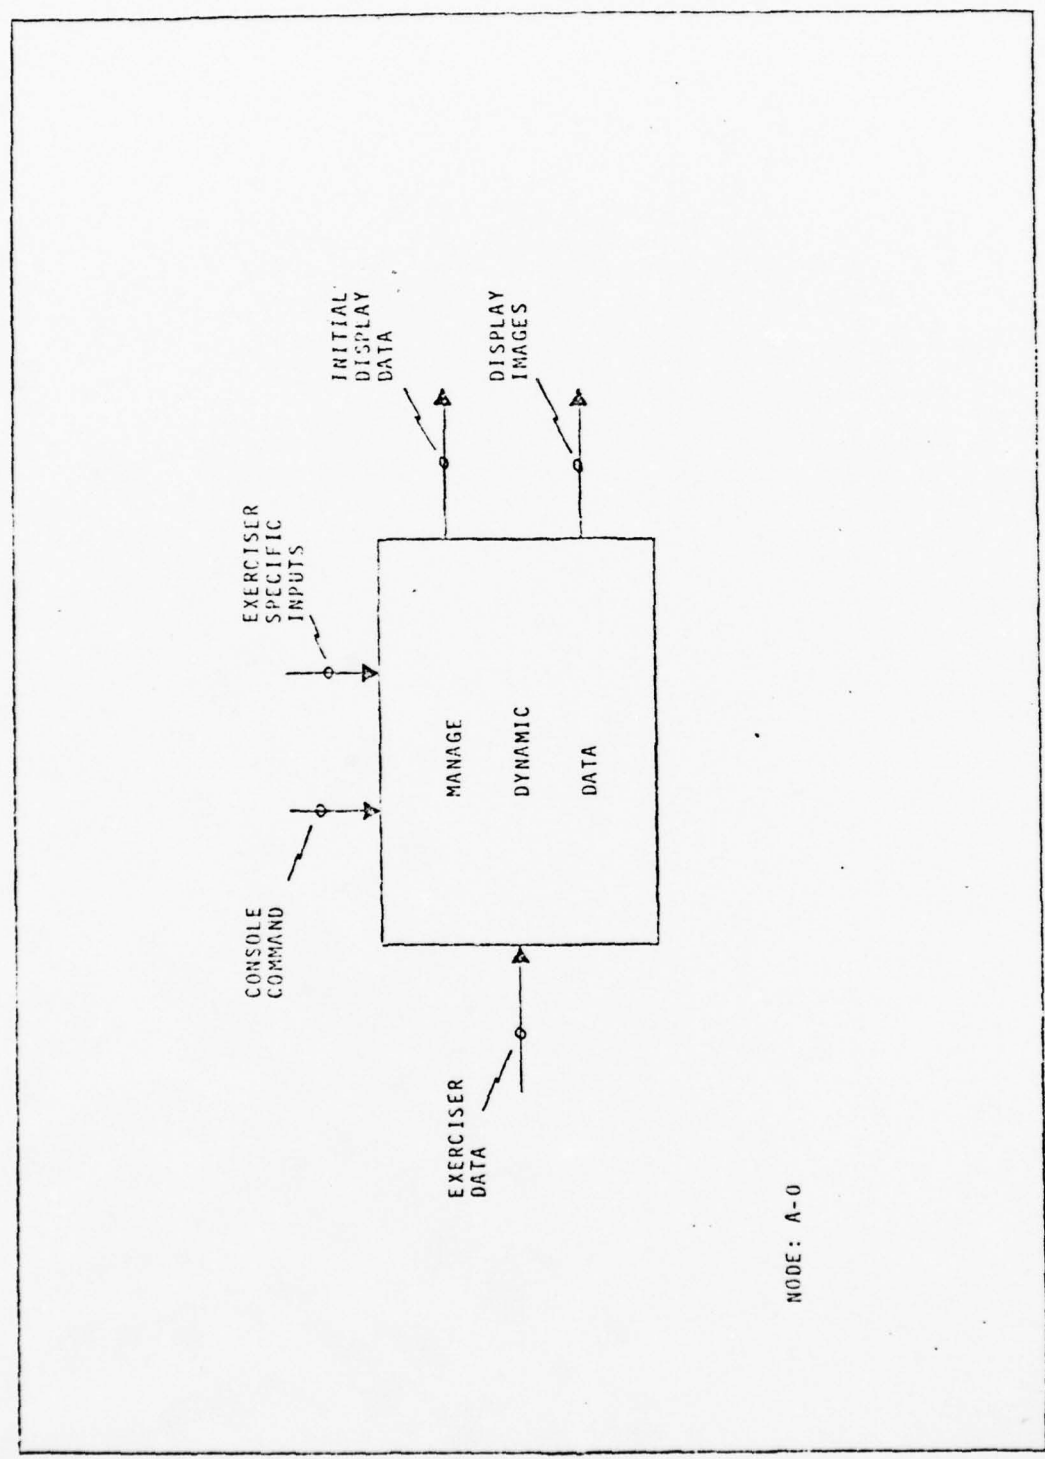 CONSOLE
COMMAND
EXERCISER
SPECIFIC
INPUTS
INITIAL
DISPLAY
DATA
EXERCISER
DATA
MANAGE
DYNAMIC
DATA
DISPLAY
IMAGES
NODE: A-0